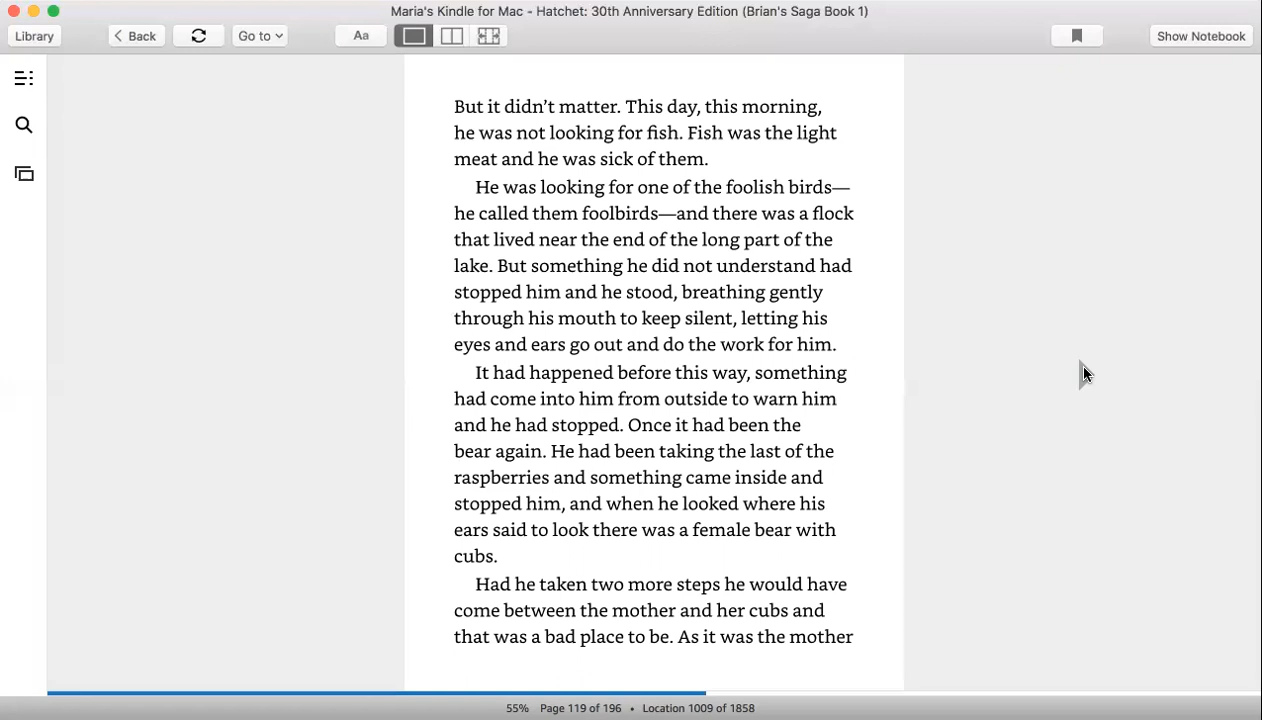 Maria's Kindle for Mac - Hatchet: 30th Anniversary Edition (Brian's Saga Book 1)
Library
Back
Go to
Aa
Show Notebook
But it didn’t matter. This day, this morning,
he was not looking for fish. Fish was the light
meat and he was sick of them.
He was looking for one of the foolish birds—
he called them foolbirds—and there was a flock
that lived near the end of the long part of the
lake. But something he did not understand had
stopped him and he stood, breathing gently
through his mouth to keep silent, letting his
eyes and ears go out and do the work for him.
It had happened before this way, something
had come into him from outside to warn him
and he had stopped. Once it had been the
bear again. He had been taking the last of the
raspberries and something came inside and
stopped him, and when he looked where his
ears said to look there was a female bear with
cubs.
Had he taken two more steps he would have
come between the mother and her cubs and
that was a bad place to be. As it was the mother
55% Page 119 of 196 • Location 1009 of 1858